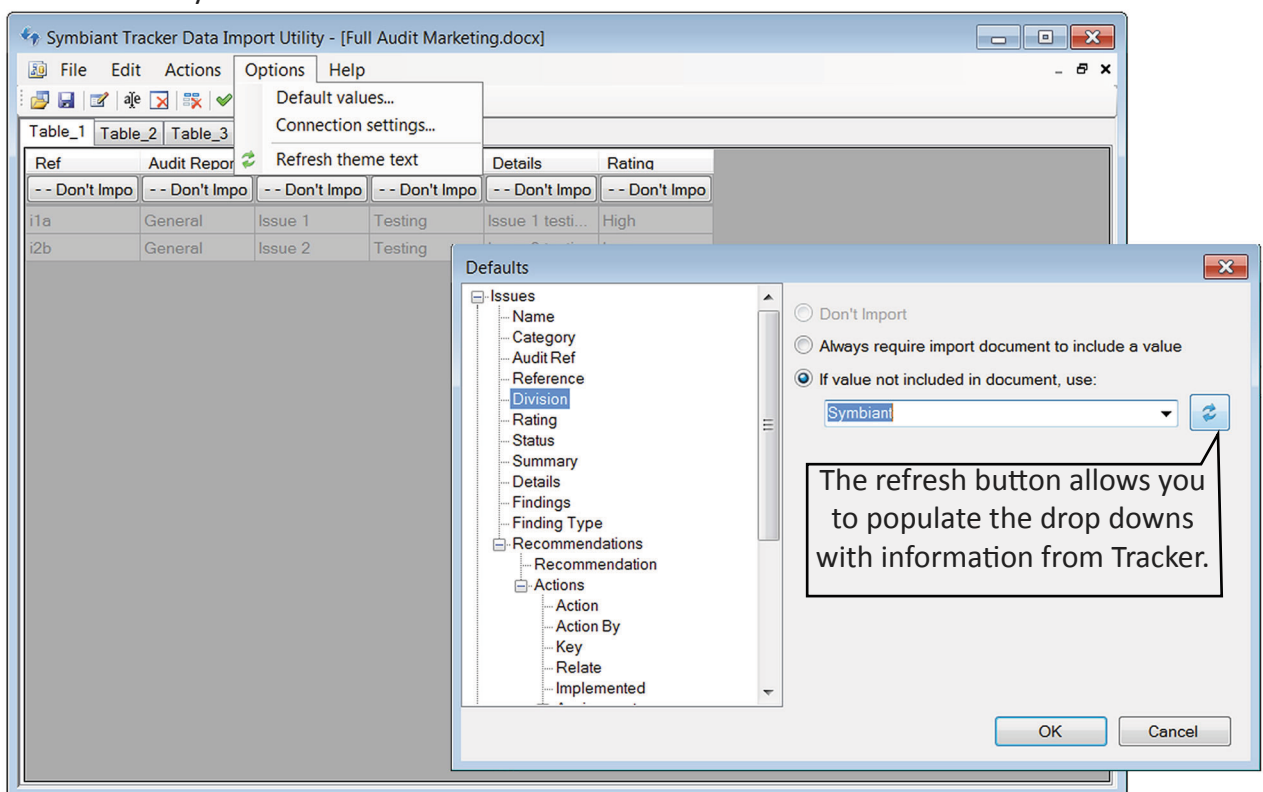 Symbiant Tracker Data Import Utility - [Full Audit Marketing.docx]
File Edit Actions Options Help
Default values...
Connection settings...
Refresh theme text
Table_1 Table_2 Table_3
Ref Audit Repor Details Rating
- - Don't Impo - - Don't Impo - - Don't Impo - - Don't Impo - - Don't Impo - - Don't Impo
i1a General Issue 1 Testing Issue 1 testi... High
i2b General Issue 2 Testing
Defaults
Issues
Name
Category
Audit Ref
Reference
Division
Rating
Status
Summary
Details
Findings
Finding Type
Recommendations
Recommendation
Actions
Action
Action By
Key
Relate
Implemented
Don't Import
Always require import document to include a value
If value not included in document, use:
Symbiant
The refresh button allows you
to populate the drop downs
with information from Tracker.
OK Cancel